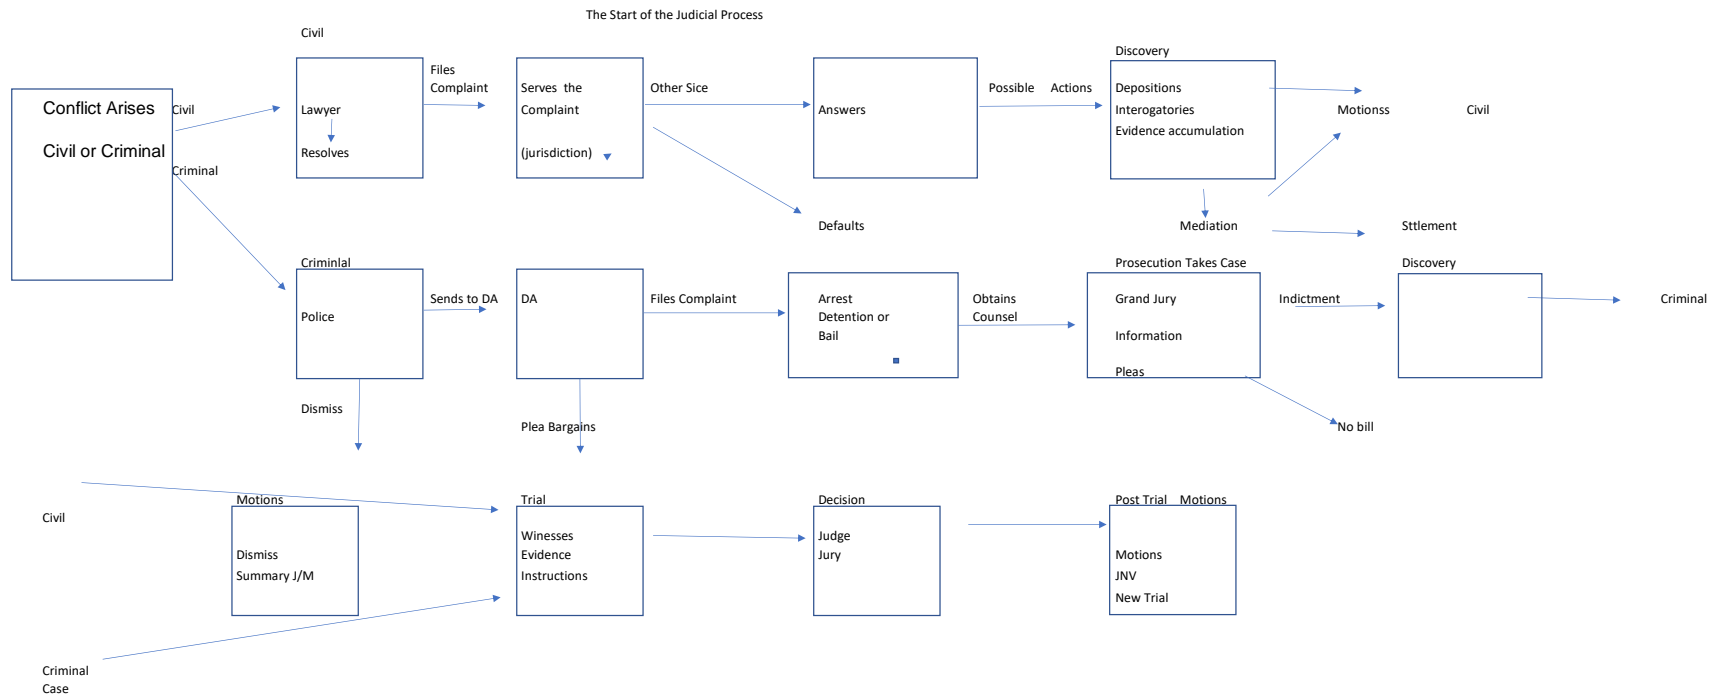 The Start of the Judicial Process
Civil
Conflict Arises
Civil or Criminal
Civil
Criminal
Lawyer
Resolves
Files
Complaint
Serves the
Complaint
(jurisdiction)
Other Sice
Answers
Defaults
Possible Actions
Discovery
Depositions
Interogatories
Evidence accumulation
Motionss
Civil
Mediation
Sttlement
Criminlal
Police
Sends to DA
DA
Files Complaint
Arrest
Detention or
Bail
Obtains
Counsel
Prosecution Takes Case
Grand Jury
Information
Pleas
Indictment
Discovery
Criminal
Dismiss
Plea Bargains
No bill
Civil
Motions
Dismiss
Summary J/M
Trial
Winesses
Evidence
Instructions
Decision
Judge
Jury
Post Trial Motions
Motions
JNV
New Trial
Criminal
Case